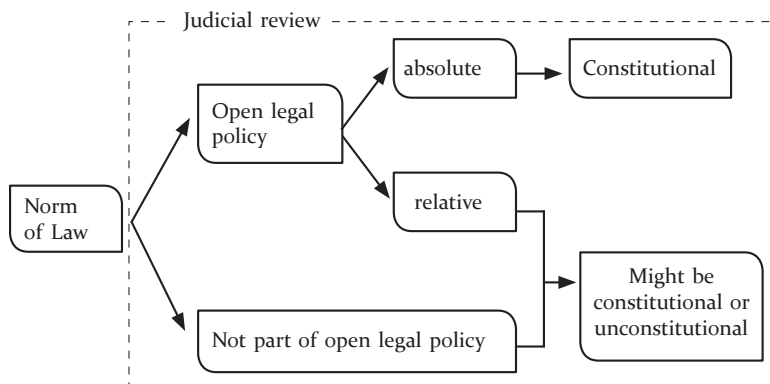 Judicial review
absolute
Constitutional
Open legal
policy
relative
Norm
of Law
Might be
constitutional or
unconstitutional
Not part of open legal policy